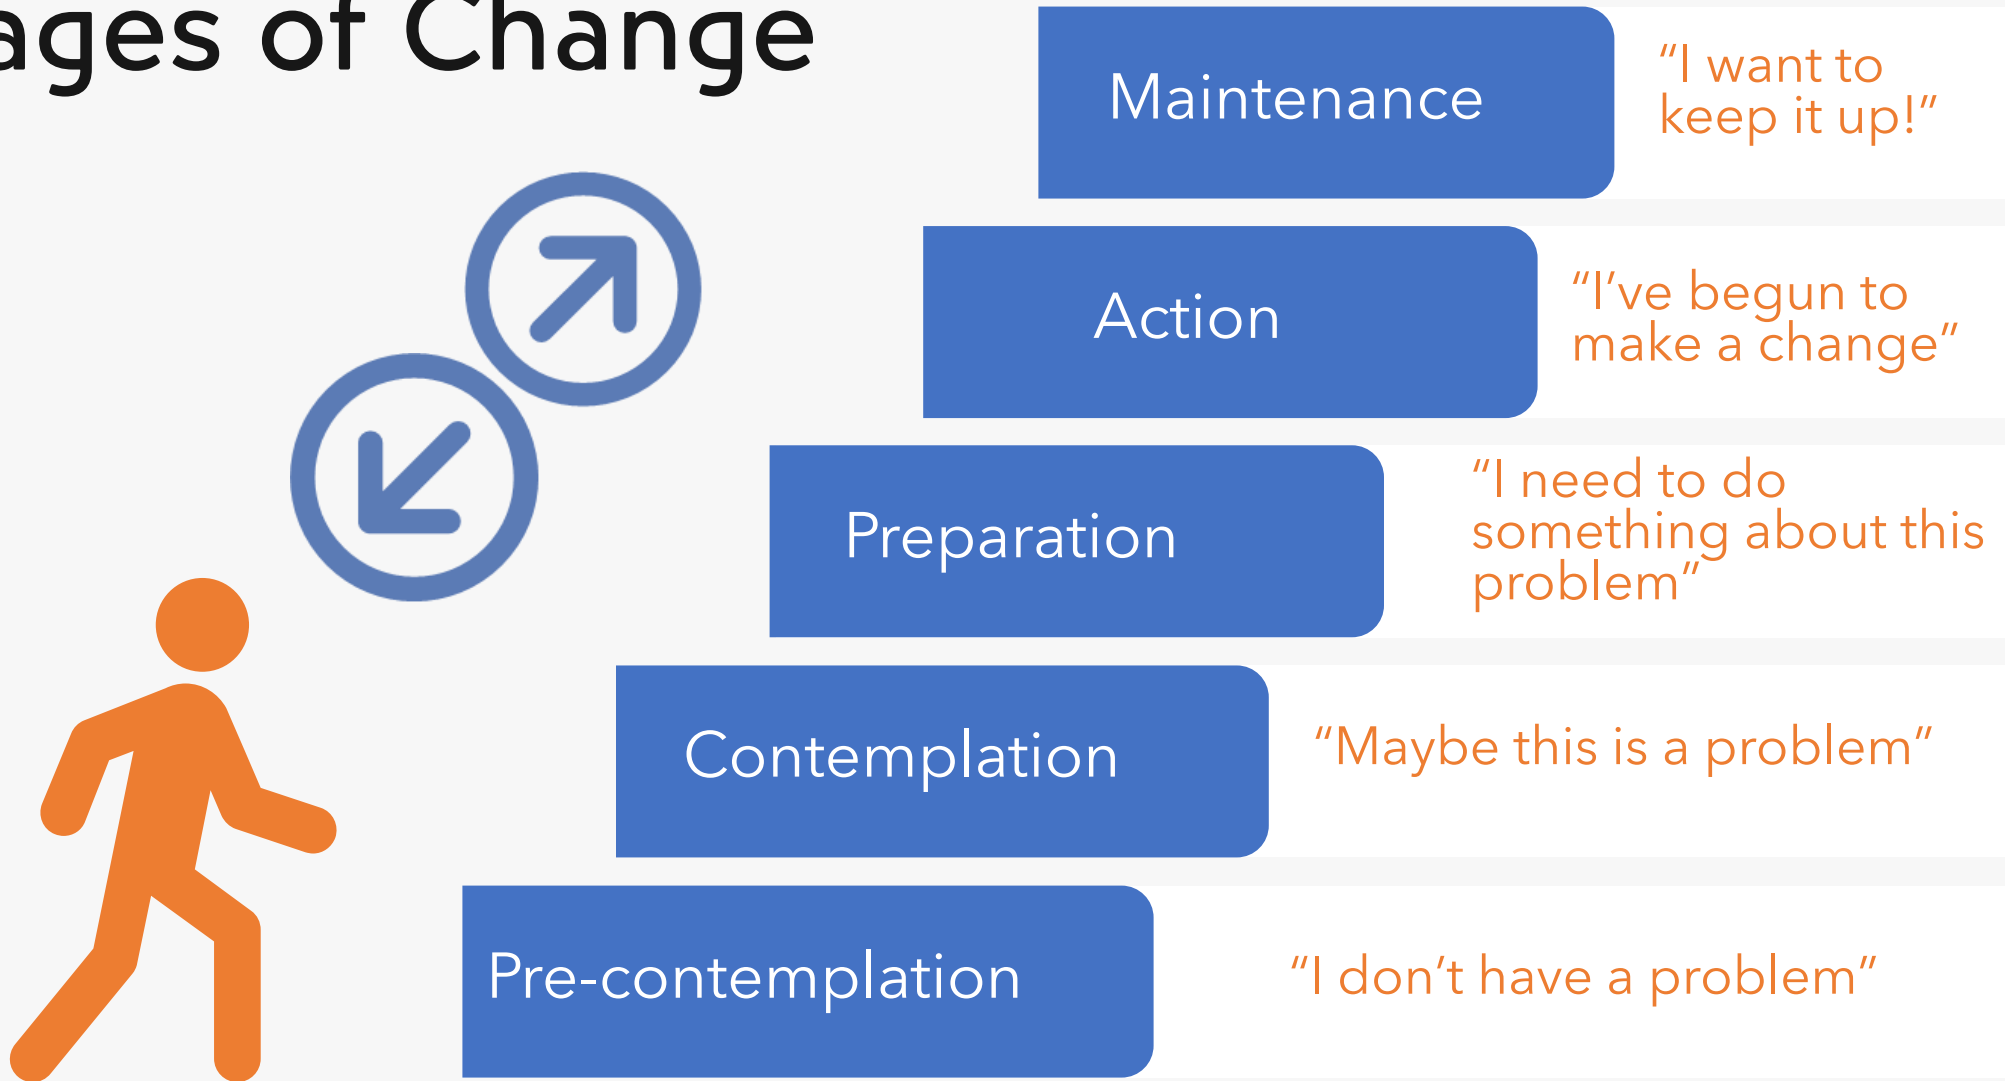 ages of Change
Maintenance
“I want to
keep it up!”
Action
“I’ve begun to
make a change”
Preparation
“I need to do
something about this
problem”
Contemplation
“Maybe this is a problem”
Pre-contemplation
“I don’t have a problem”